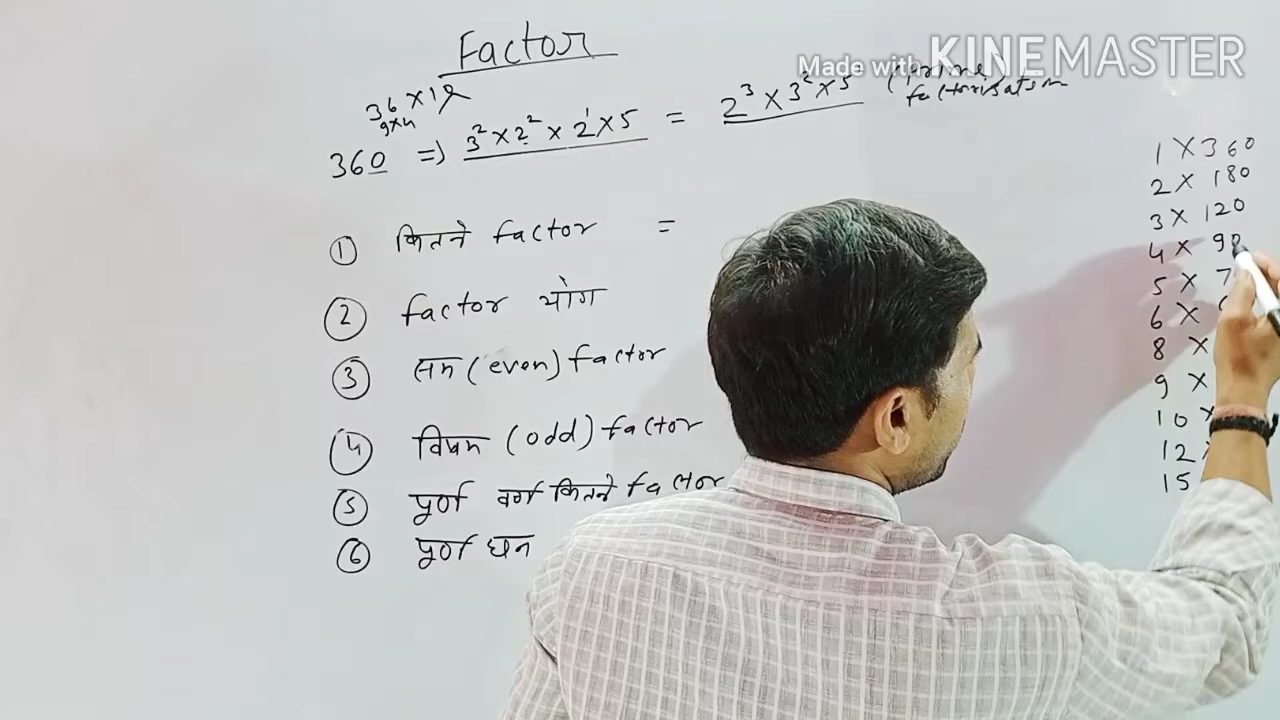 Factor
Made with KINEMASTER
36 × 10
9×4
360 ⇒ 3² × 2² × 2¹ × 5 = 2³ × 3² × 5 (Prime
factorisation
① कितने factor =
② factor योग
③ सम (even) factor
④ विषम (odd) factor
⑤ पूर्ण वर्ग कितने factor
⑥ पूर्ण घन
1 × 360
2 × 180
3 × 120
4 × 90
5 × 7
6 ×
8 ×
9 ×
10 ×
12 ×
15